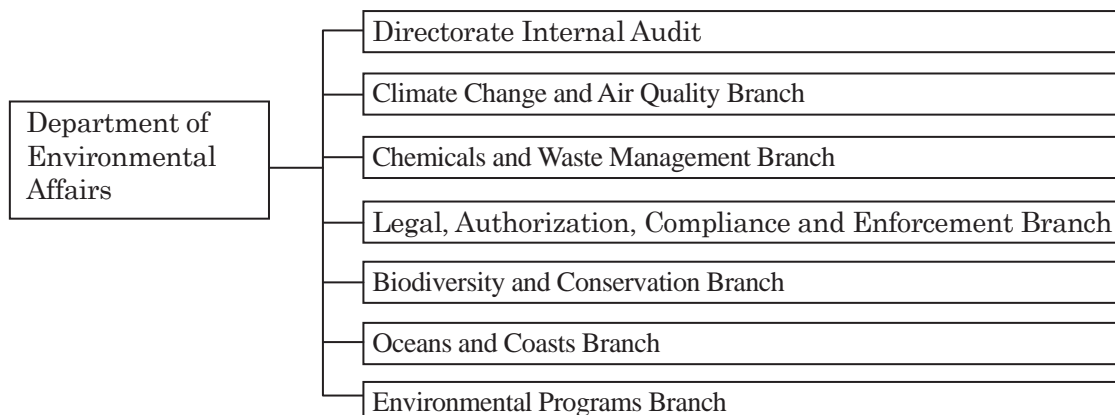 Directorate Internal Audit
Climate Change and Air Quality Branch
Department of
Environmental
Affairs
Chemicals and Waste Management Branch
Legal, Authorization, Compliance and Enforcement Branch
Biodiversity and Conservation Branch
Oceans and Coasts Branch
Environmental Programs Branch